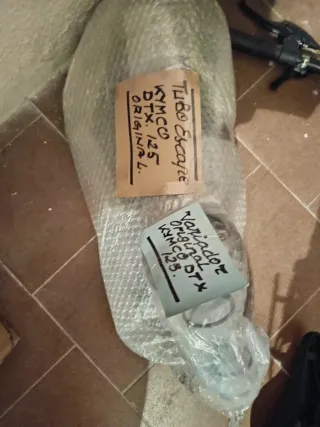 TUBO Escape
KYMCO
DTX. 125
ORIGINAL.
Variador
original
KYMCO DTX
125.